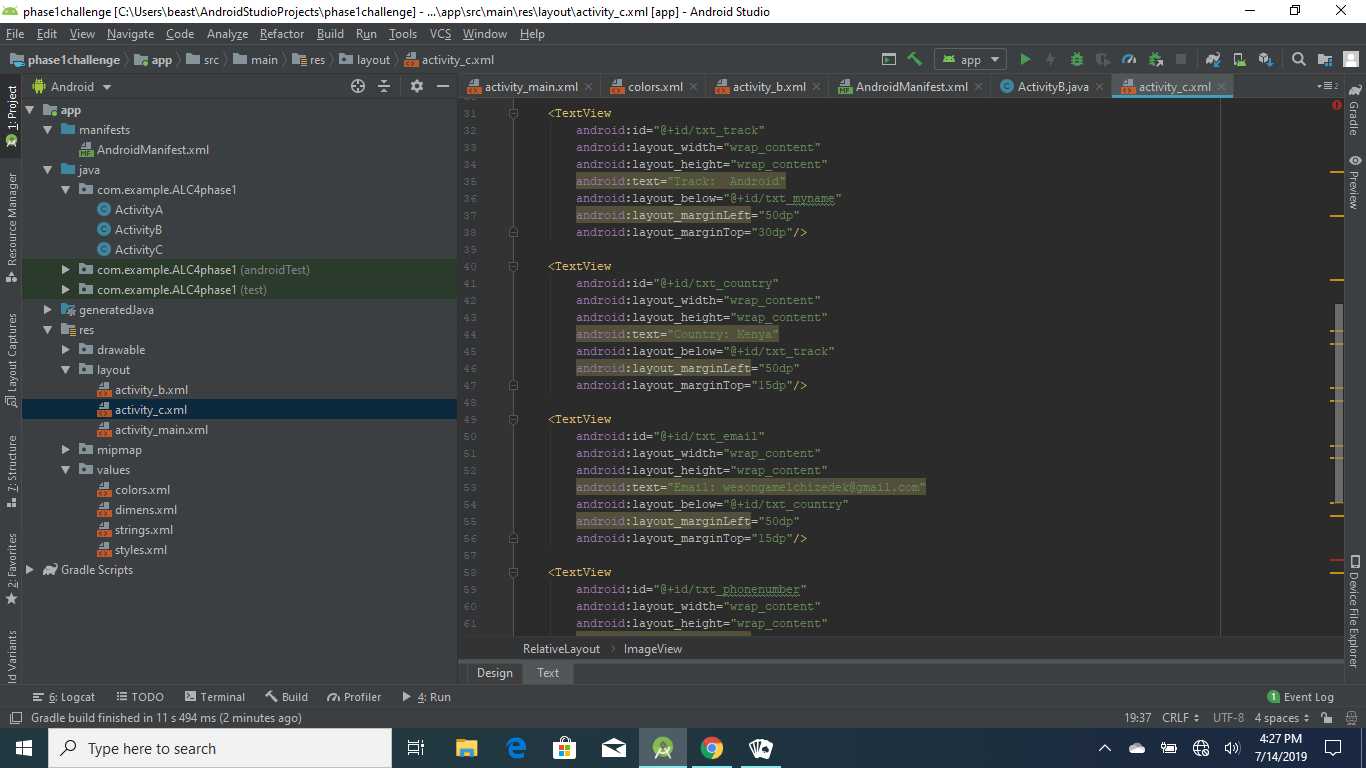 phase1challenge [C:\Users\beast\AndroidStudioProjects\phase1challenge] - ...\app\src\main\res\layout\activity_c.xml [app] - Android Studio
File Edit View Navigate Code Analyze Refactor Build Run Tools VCS Window Help
phase1challenge app src main res layout activity_c.xml app
1: Project
Resource Manager
Layout Captures
7: Structure
2: Favorites
ld Variants
Android
app
manifests
AndroidManifest.xml
java
com.example.ALC4phase1
ActivityA
ActivityB
ActivityC
com.example.ALC4phase1 (androidTest)
com.example.ALC4phase1 (test)
generatedJava
res
drawable
layout
activity_b.xml
activity_c.xml
activity_main.xml
mipmap
values
colors.xml
dimens.xml
strings.xml
styles.xml
Gradle Scripts
activity_main.xml colors.xml activity_b.xml AndroidManifest.xml ActivityB.java activity_c.xml
31 <TextView
32 android:id="@+id/txt_track"
33 android:layout_width="wrap_content"
34 android:layout_height="wrap_content"
35 android:text="Track:  Android"
36 android:layout_below="@+id/txt_myname"
37 android:layout_marginLeft="50dp"
38 android:layout_marginTop="30dp"/>
39
40 <TextView
41 android:id="@+id/txt_country"
42 android:layout_width="wrap_content"
43 android:layout_height="wrap_content"
44 android:text="Country: Kenya"
45 android:layout_below="@+id/txt_track"
46 android:layout_marginLeft="50dp"
47 android:layout_marginTop="15dp"/>
48
49 <TextView
50 android:id="@+id/txt_email"
51 android:layout_width="wrap_content"
52 android:layout_height="wrap_content"
53 android:text="Email: wesongamelchizedek@gmail.com"
54 android:layout_below="@+id/txt_country"
55 android:layout_marginLeft="50dp"
56 android:layout_marginTop="15dp"/>
57
58 <TextView
59 android:id="@+id/txt_phonenumber"
60 android:layout_width="wrap_content"
61 android:layout_height="wrap_content"
RelativeLayout ImageView
Design Text
Gradle
Preview
Device File Explorer
6: Logcat TODO Terminal Build Profiler 4: Run 1 Event Log
Gradle build finished in 11 s 494 ms (2 minutes ago) 19:37 CRLF UTF-8 4 spaces
Type here to search
4:27 PM
7/14/2019